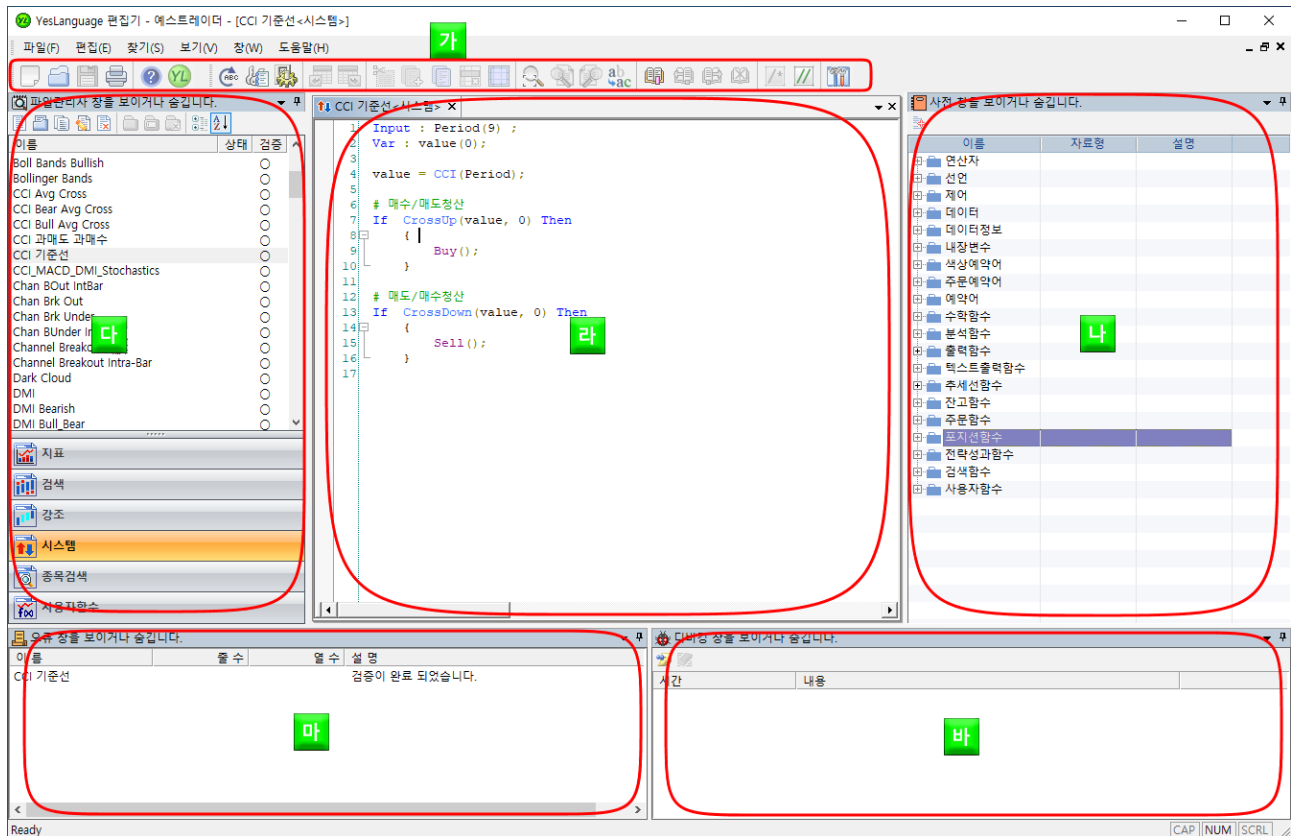 YesLanguage 편집기 - 예스트레이더 - [CCI 기준선<시스템>]
파일(F) 편집(E) 찾기(S) 보기(V) 창(W) 도움말(H)
가
파일관리자 창을 보이거나 숨깁니다.
이름 상태 검증
Boll Bands Bullish
Bollinger Bands
CCI Avg Cross
CCI Bear Avg Cross
CCI Bull Avg Cross
CCI 과매도 과매수
CCI 기준선
CCI_MACD_DMI_Stochastics
Chan BOut IntBar
Chan Brk Out
Chan Brk Under
Chan BUnder
Channel
Channel Breakout Intra-Bar
Dark Cloud
DMI
DMI Bearish
DMI Bull_Bear
다
지표
검색
강조
시스템
종목검색
사용자함수
CCI 기준선<시스템>
1 Input : Period(9) ;
2 Var : value(0);
3
4 value = CCI(Period);
5
6 # 매수/매도청산
7 If CrossUp(value, 0) Then
8 {
9 Buy();
10 }
11
12 # 매도/매수청산
13 If CrossDown(value, 0) Then
14 {
15 Sell();
16 }
17
라
사전 창을 보이거나 숨깁니다.
이름 자료형 설명
연산자
선언
제어
데이터
데이터정보
내장변수
색상예약어
주문예약어
예약어
수학함수
분석함수
출력함수
텍스트출력함수
추세선함수
잔고함수
주문함수
포지션함수
전략성과함수
검색함수
사용자함수
나
오류 창을 보이거나 숨깁니다.
이 름 줄 수 열 수 설 명
CCI 기준선 검증이 완료 되었습니다.
마
디버깅 창을 보이거나 숨깁니다.
시간 내용
바
Ready CAP NUM SCRL